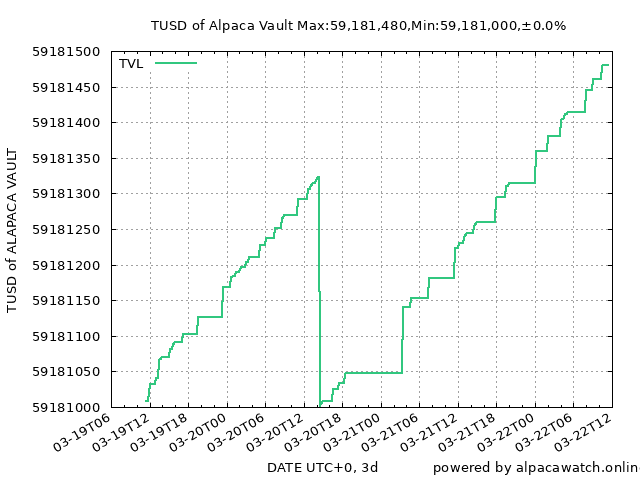 TUSD of Alpaca Vault Max:59,181,480,Min:59,181,000,±0.0%
TVL
TUSD of ALAPACA VAULT
59181500
59181450
59181400
59181350
59181300
59181250
59181200
59181150
59181100
59181050
59181000
03-19T06
03-19T12
03-19T18
03-20T00
03-20T06
03-20T12
03-20T18
03-21T00
03-21T06
03-21T12
03-21T18
03-22T00
03-22T06
03-22T12
DATE UTC+0, 3d
powered by alpacawatch.online